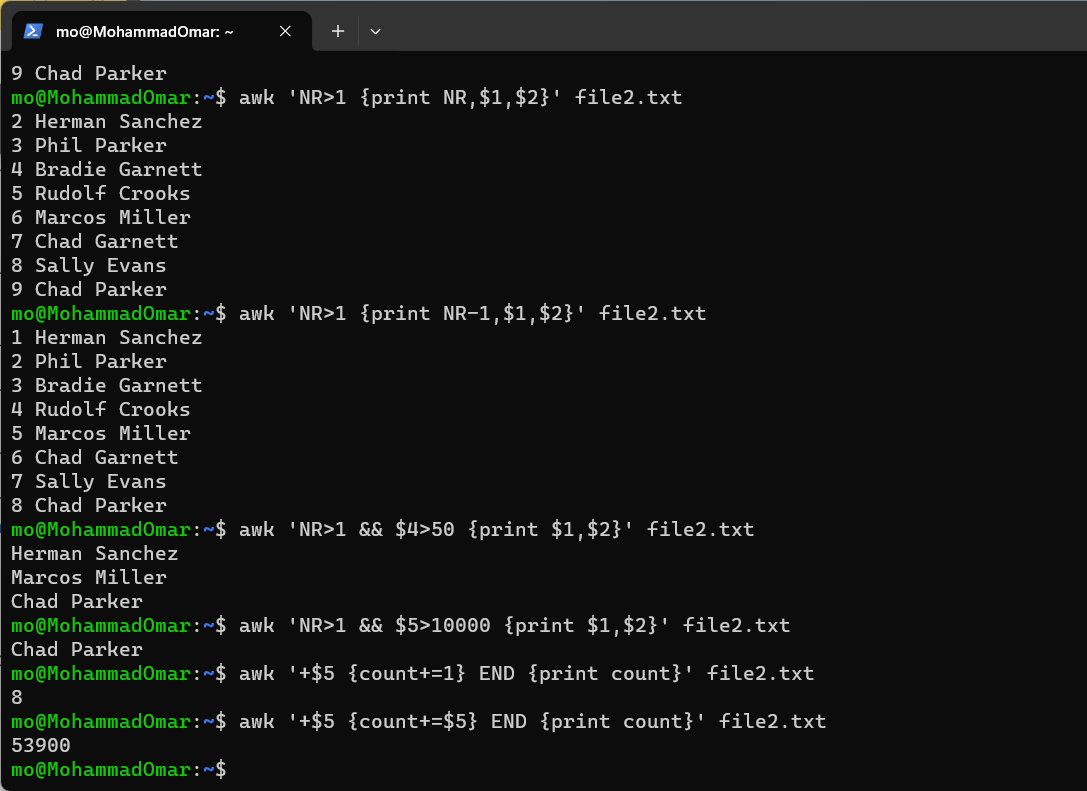 mo@MohammadOmar: ~
9 Chad Parker
mo@MohammadOmar:~$ awk 'NR>1 {print NR,$1,$2}' file2.txt
2 Herman Sanchez
3 Phil Parker
4 Bradie Garnett
5 Rudolf Crooks
6 Marcos Miller
7 Chad Garnett
8 Sally Evans
9 Chad Parker
mo@MohammadOmar:~$ awk 'NR>1 {print NR-1,$1,$2}' file2.txt
1 Herman Sanchez
2 Phil Parker
3 Bradie Garnett
4 Rudolf Crooks
5 Marcos Miller
6 Chad Garnett
7 Sally Evans
8 Chad Parker
mo@MohammadOmar:~$ awk 'NR>1 && $4>50 {print $1,$2}' file2.txt
Herman Sanchez
Marcos Miller
Chad Parker
mo@MohammadOmar:~$ awk 'NR>1 && $5>10000 {print $1,$2}' file2.txt
Chad Parker
mo@MohammadOmar:~$ awk '+$5 {count+=1} END {print count}' file2.txt
8
mo@MohammadOmar:~$ awk '+$5 {count+=$5} END {print count}' file2.txt
53900
mo@MohammadOmar:~$